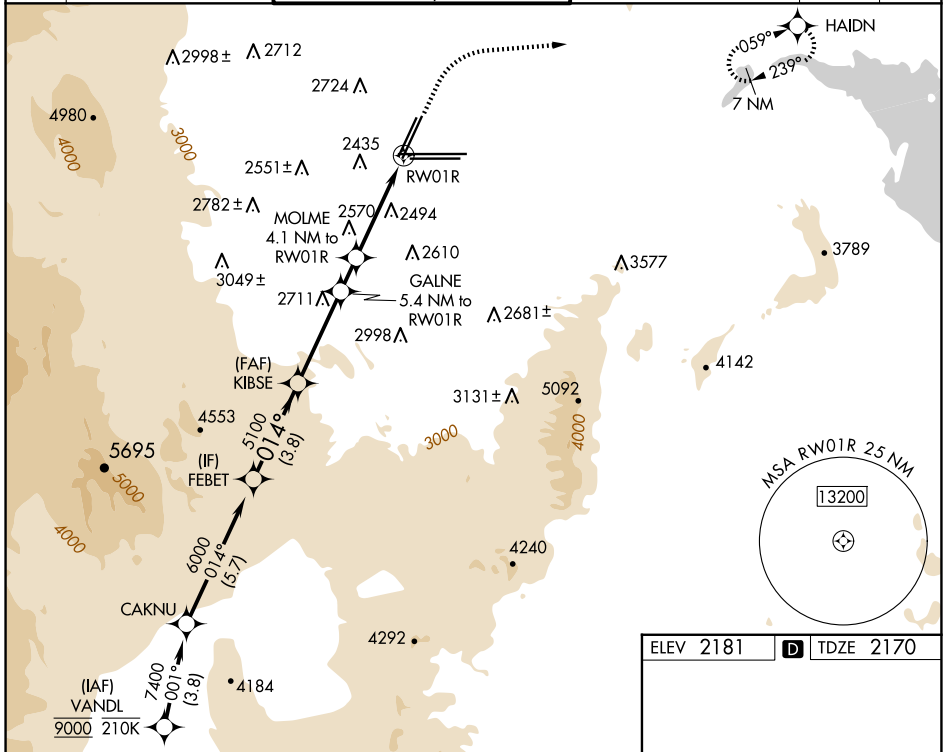 HAIDN
059°
239°
7 NM
2998±
2712
2724
4980
4000
3000
2435
2551±
RW01R
2782±
2570
2494
MOLME
4.1 NM to
RW01R
2610
3049±
3577
3789
GALNE
5.4 NM to
RW01R
2711
2681±
2998
4142
(FAF)
KIBSE
3131±
5092
4000
3000
4553
5100
014°
(3.8)
5695
5000
4000
(IF)
FEBET
MSA RW01R 25 NM
13200
6000
014°
(5.7)
4240
CAKNU
4292
ELEV 2181
D
TDZE 2170
7400
001°
(3.8)
4184
(IAF)
VANDL
9000 210K